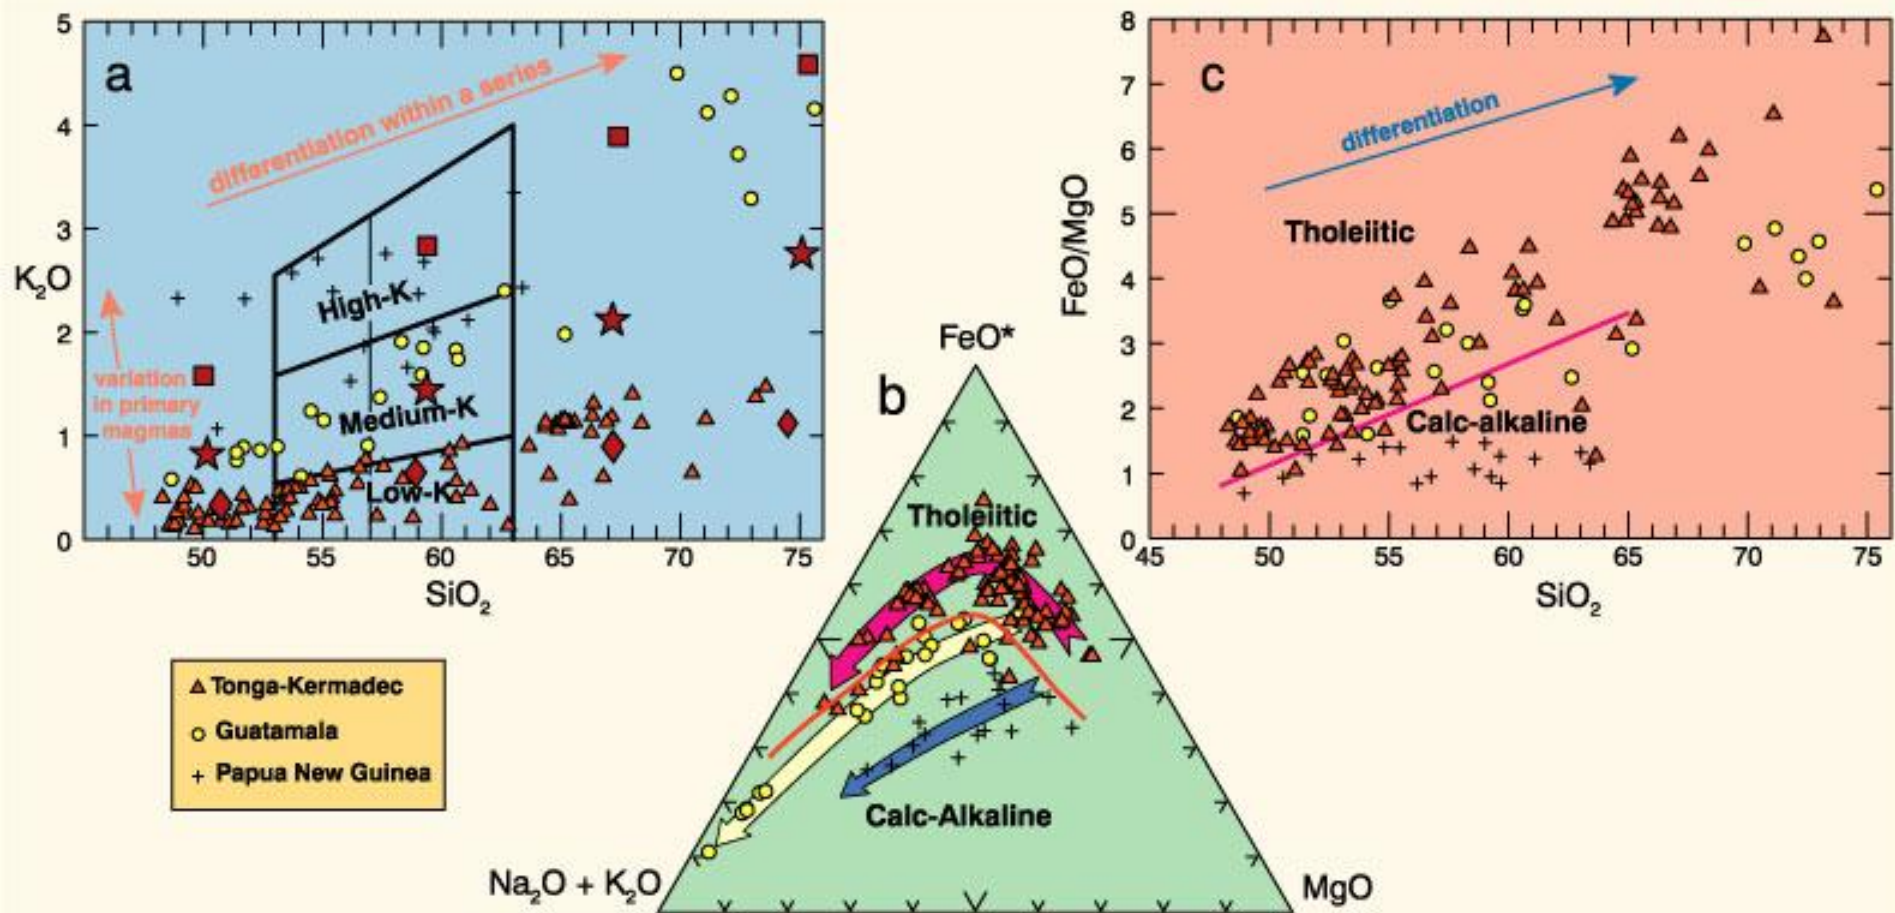 a
5
4
3
2
1
0
K₂O
differentiation within a series
High-K
Medium-K
Low-K
variation
in primary
magmas
50
55
60
65
70
75
SiO₂
Tonga-Kermadec
Guatamala
Papua New Guinea
b
FeO*
Tholeiitic
Calc-Alkaline
Na₂O + K₂O
MgO
c
8
7
6
5
4
3
2
1
0
FeO/MgO
differentiation
Tholeiitic
Calc-alkaline
45
50
55
60
65
70
75
SiO₂